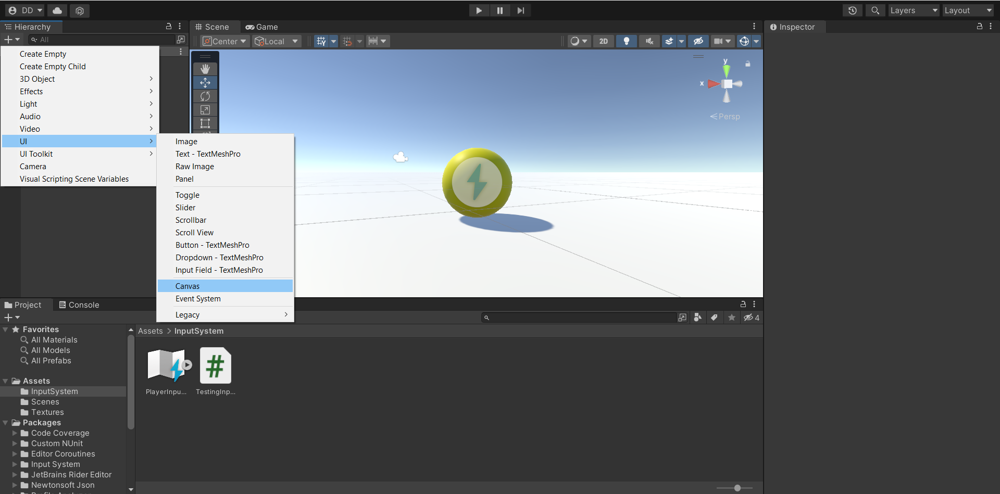 DD
Layers
Layout
Hierarchy
All
Create Empty
Create Empty Child
3D Object
Effects
Light
Audio
Video
UI
UI Toolkit
Camera
Visual Scripting Scene Variables
Image
Text - TextMeshPro
Raw Image
Panel
Toggle
Slider
Scrollbar
Scroll View
Button - TextMeshPro
Dropdown - TextMeshPro
Input Field - TextMeshPro
Canvas
Event System
Legacy
Scene
Game
Center
Local
2D
y
x
Persp
Inspector
Project
Console
4
Favorites
All Materials
All Models
All Prefabs
Assets
InputSystem
Scenes
Textures
Packages
Code Coverage
Custom NUnit
Editor Coroutines
Input System
JetBrains Rider Editor
Newtonsoft Json
Assets > InputSystem
PlayerInpu...
TestingInp...